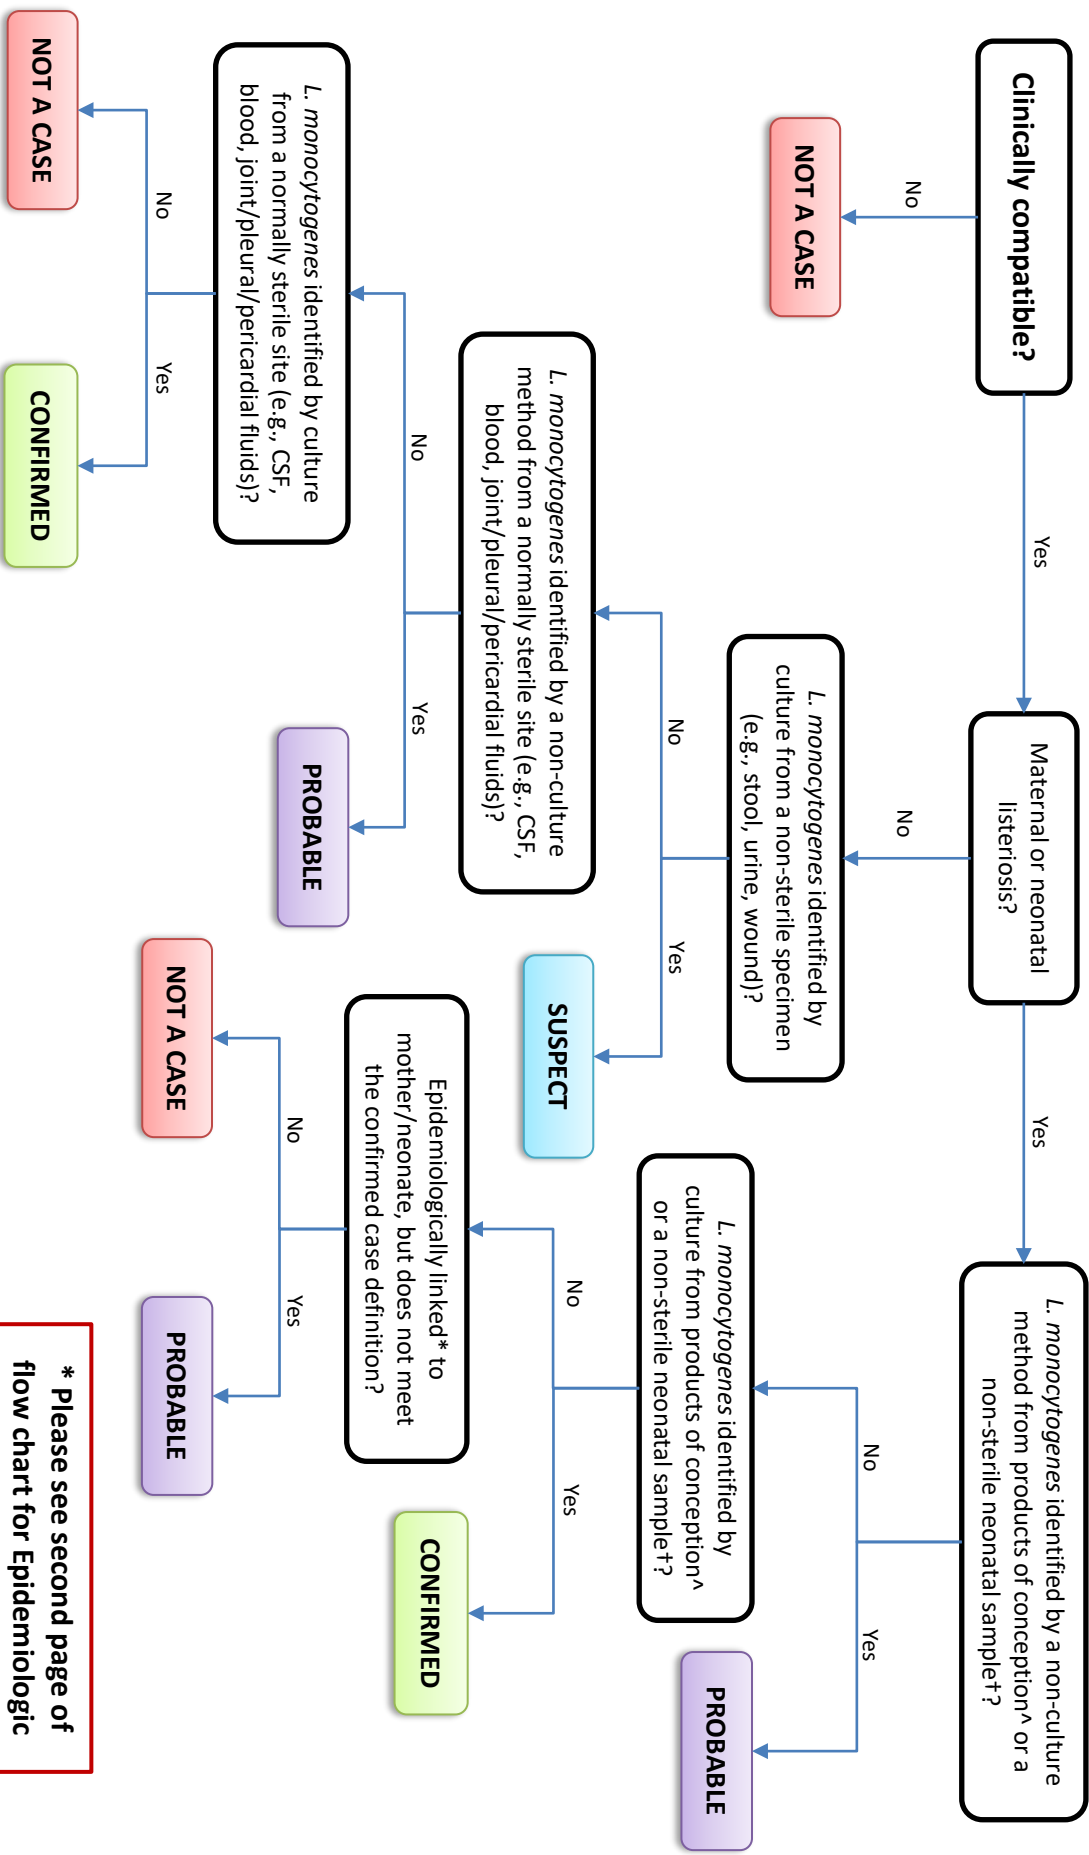 Clinically compatible?
No
NOT A CASE
Yes
Maternal or neonatal
listeriosis?
No
Yes
L. monocytogenes identified by a non-culture
method from products of conception^ or a
non-sterile neonatal sample†?
No
Yes
PROBABLE
L. monocytogenes identified by
culture from products of conception^
or a non-sterile neonatal sample†?
No
Yes
CONFIRMED
Epidemiologically linked* to
mother/neonate, but does not meet
the confirmed case definition?
No
Yes
NOT A CASE
PROBABLE
L. monocytogenes identified by
culture from a non-sterile specimen
(e.g., stool, urine, wound)?
No
Yes
SUSPECT
L. monocytogenes identified by a non-culture
method from a normally sterile site (e.g., CSF,
blood, joint/pleural/pericardial fluids)?
No
Yes
PROBABLE
L. monocytogenes identified by culture
from a normally sterile site (e.g., CSF,
blood, joint/pleural/pericardial fluids)?
No
Yes
NOT A CASE
CONFIRMED
* Please see second page of
flow chart for Epidemiologic